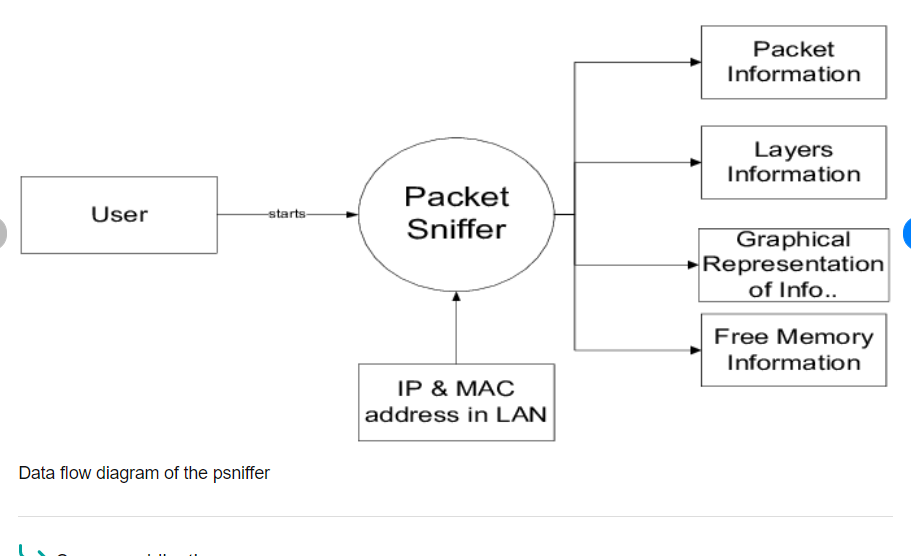 Packet
Information
Layers
Information
User
starts
Packet
Sniffer
Graphical
Representation
of Info..
Free Memory
Information
IP & MAC
address in LAN
Data flow diagram of the psniffer